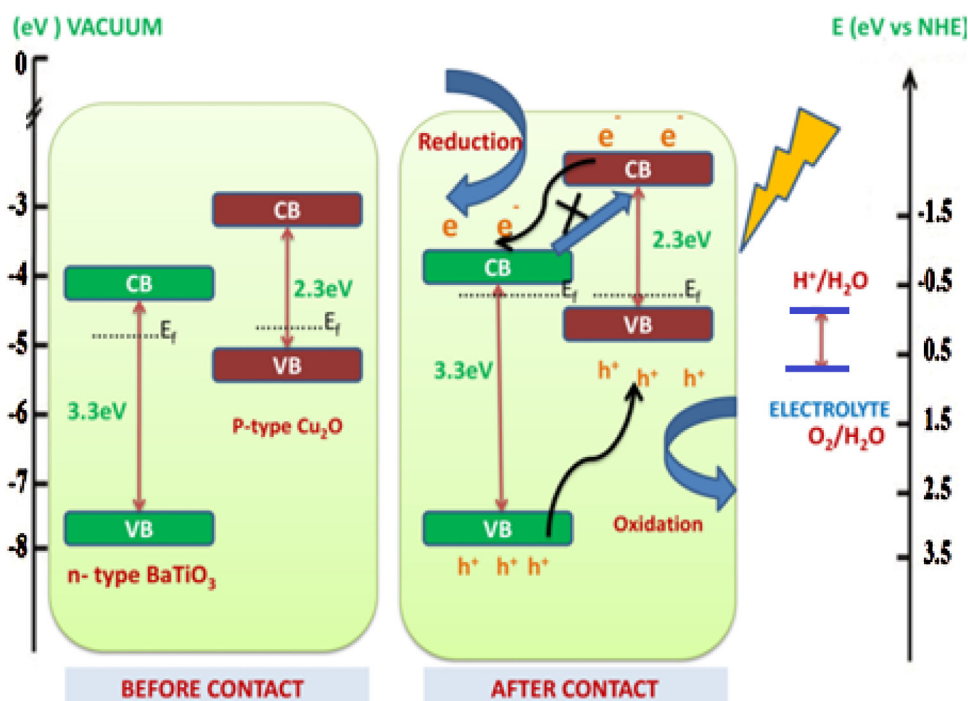 (eV ) VACUUM
E (eV vs NHE)
0
-3
-4
-5
-6
-7
-8
CB
CB
2.3eV
Ef
Ef
VB
3.3eV
P-type Cu2O
VB
n- type BaTiO3
BEFORE CONTACT
Reduction
e- e-
CB
e e-
2.3eV
CB
Ef
Ef
VB
3.3eV
h+ h+ h+
VB
Oxidation
h+ h+ h+
AFTER CONTACT
H+/H2O
ELECTROLYTE
O2/H2O
-1.5
-0.5
0.5
1.5
2.5
3.5